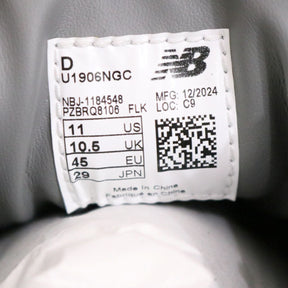 D
U1906NGC
NBJ-1184548
PZBRQ8106 FLK
MFG: 12/2024
LOC: C9
11 US
10.5 UK
45 EU
29 JPN
Made In China